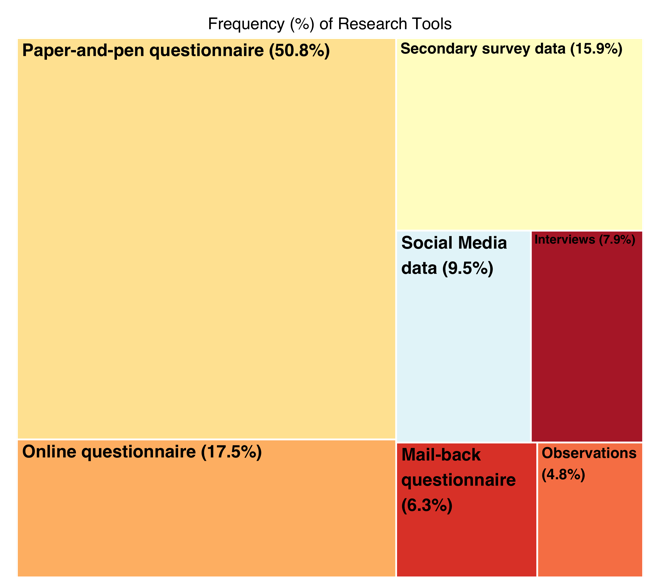 Frequency (%) of Research Tools
Paper-and-pen questionnaire (50.8%)
Secondary survey data (15.9%)
Social Media
data (9.5%)
Interviews (7.9%)
Online questionnaire (17.5%)
Mail-back
questionnaire
(6.3%)
Observations
(4.8%)